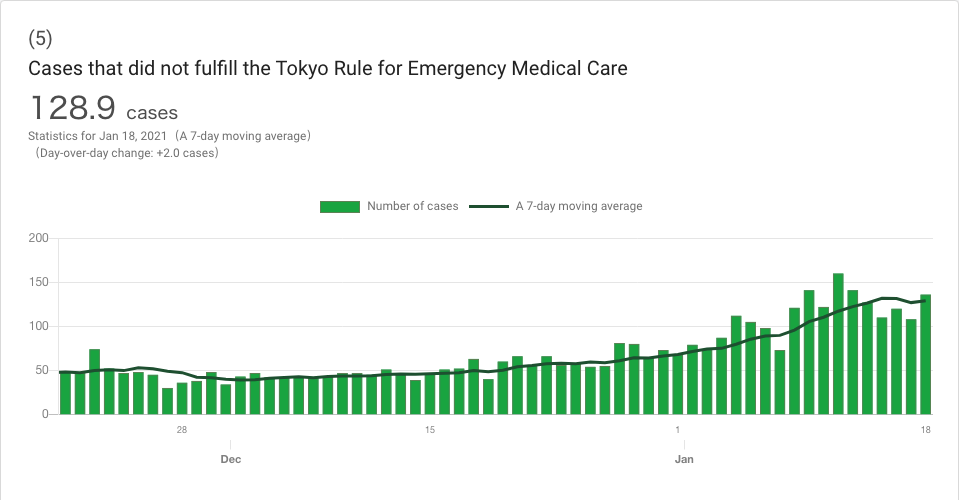 (5)
Cases that did not fulfill the Tokyo Rule for Emergency Medical Care
128.9 cases
Statistics for Jan 18, 2021（A 7-day moving average）
（Day-over-day change: +2.0 cases）
Number of cases A 7-day moving average
200
150
100
50
0
28 15 1 18
Dec Jan